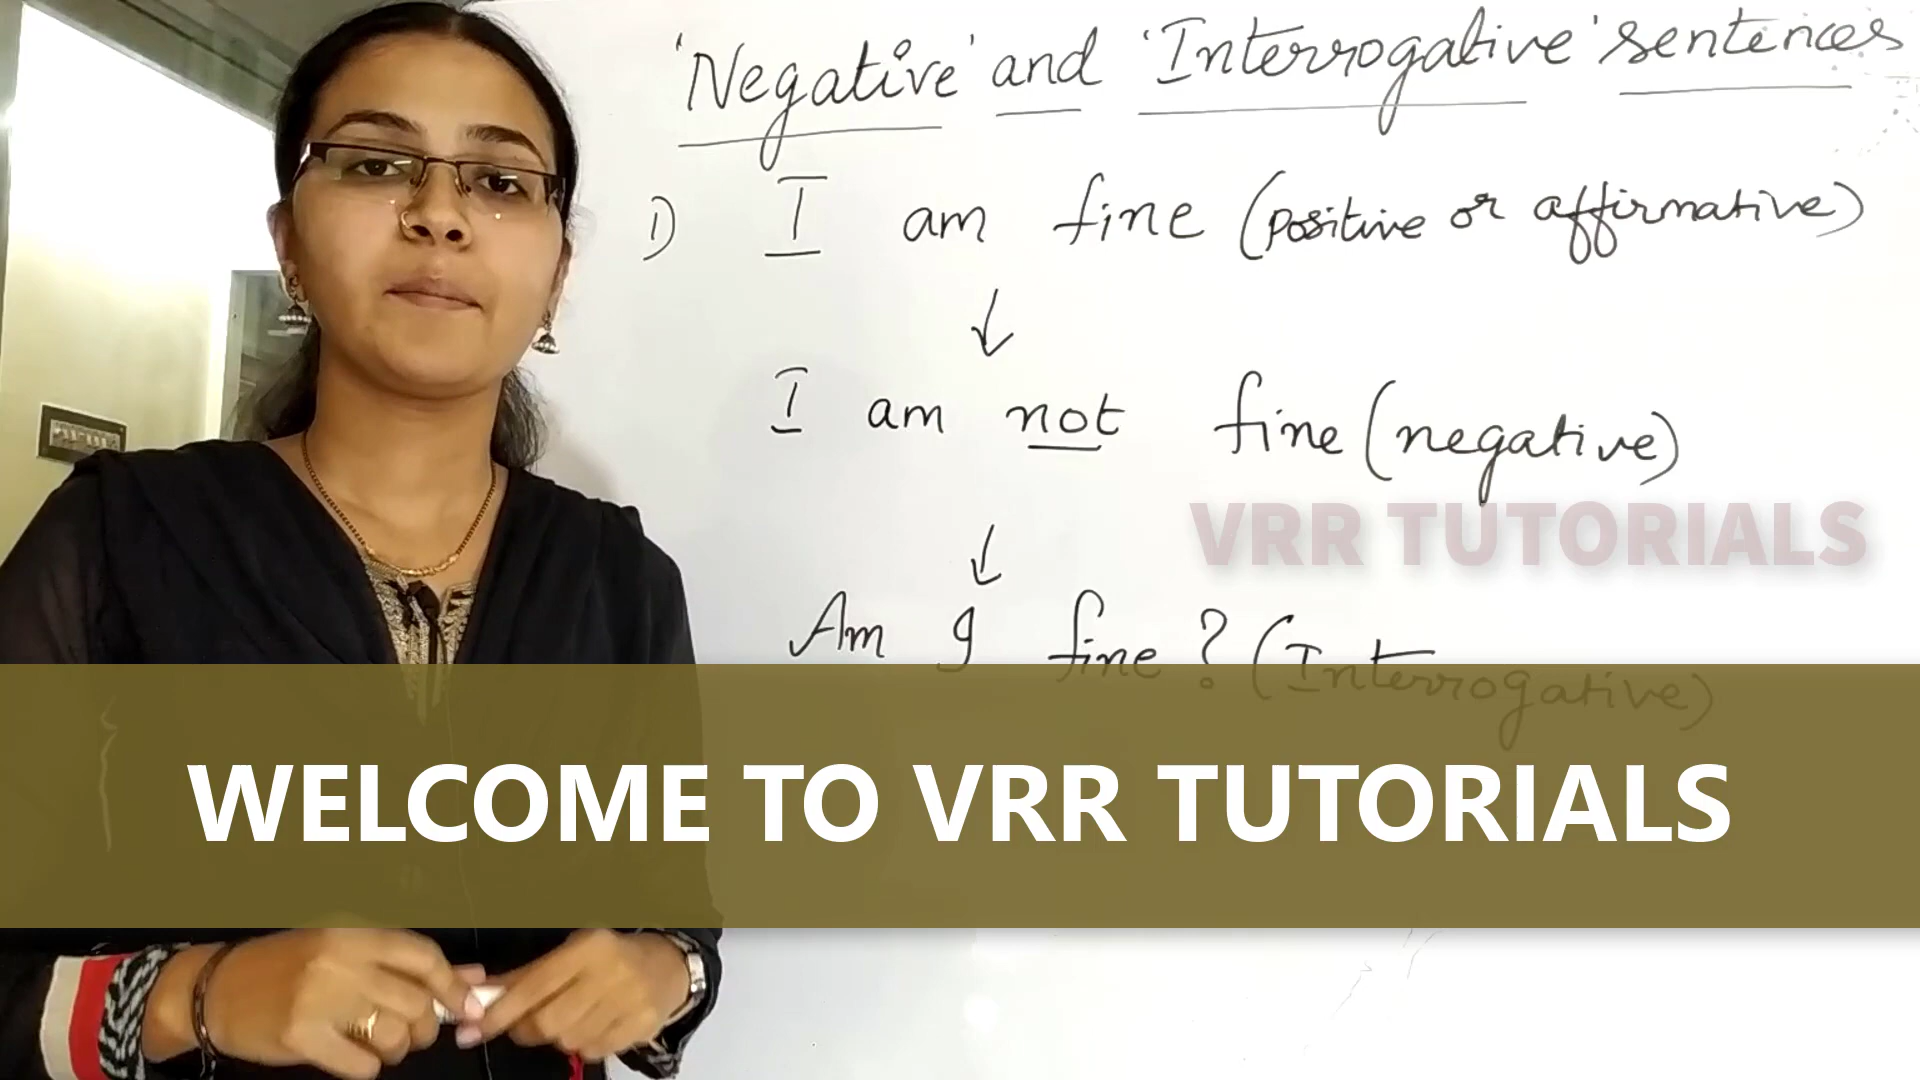 'Negative' and 'Interrogative' sentences
1) I am fine (positive or affirmative)
↓
I am not fine (negative)
VRR TUTORIALS
↓
Am I fine? (Interrogative)
WELCOME TO VRR TUTORIALS